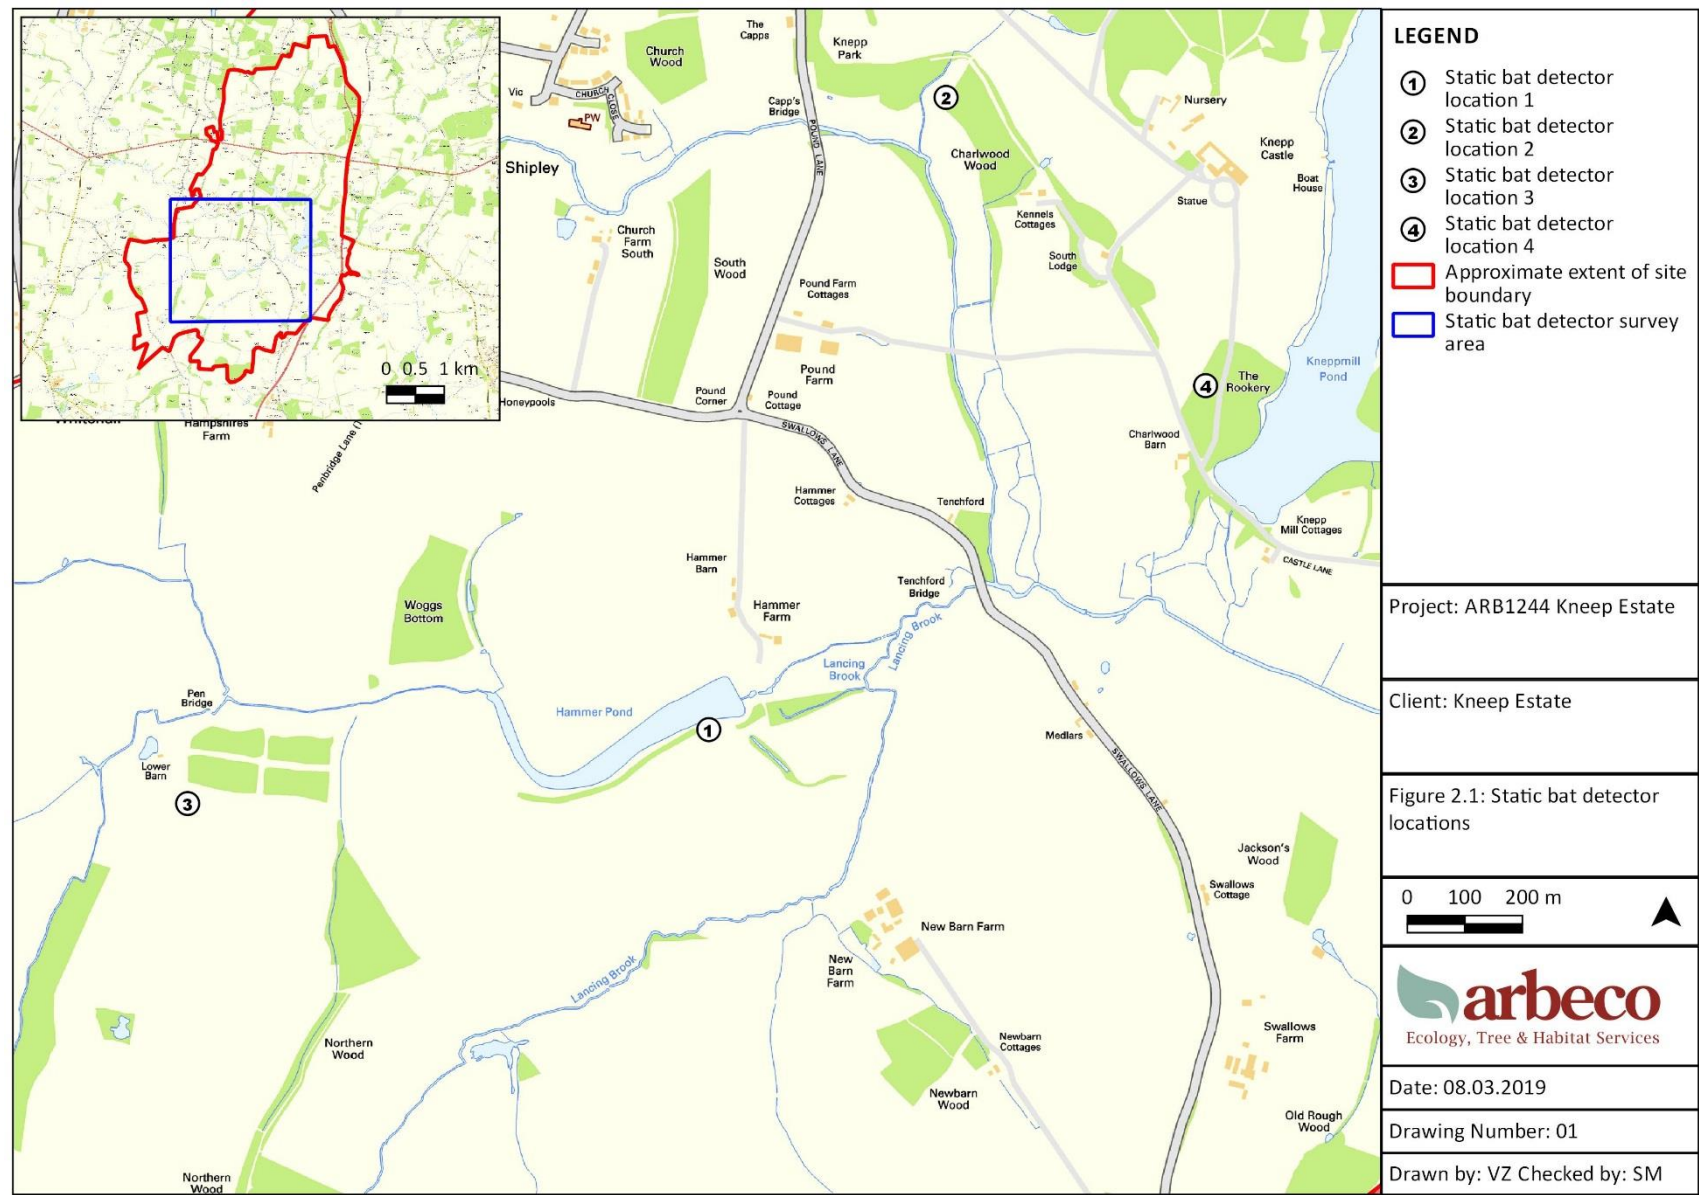 The
Capps
Church
Wood
Knepp
Park
Vic
CHURCH
CLOSE
PW
Capp's
Bridge
POUND LANE
Shipley
Charlwood
Wood
Nursery
Knepp
Castle
Boat
House
Statue
Kennels
Cottages
South
Lodge
Church
Farm
South
South
Wood
Pound Farm
Cottages
Pound
Farm
Pound
Corner
Pound
Cottage
Honeypools
SWALLOWS LANE
The
Rookery
Kneppmill
Pond
Charlwood
Barn
Knepp
Mill Cottages
CASTLE LANE
0 0.5 1 km
Hampshires
Farm
Penbridge Lane
Hammer
Cottages
Tenchford
Hammer
Barn
Hammer
Farm
Tenchford
Bridge
Lancing Brook
Lancing
Brook
Woggs
Bottom
Pen
Bridge
Hammer Pond
Lower
Barn
Medlars
SWALLOWS LANE
Jackson's
Wood
Swallows
Cottage
New Barn Farm
New
Barn
Farm
Lancing Brook
Northern
Wood
Newbarn
Cottages
Newbarn
Wood
Swallows
Farm
Old Rough
Wood
Northern
Wood
1
2
3
4
LEGEND
1 Static bat detector
location 1
2 Static bat detector
location 2
3 Static bat detector
location 3
4 Static bat detector
location 4
Approximate extent of site
boundary
Static bat detector survey
area
Project: ARB1244 Kneep Estate
Client: Kneep Estate
Figure 2.1: Static bat detector
locations
0 100 200 m
arbeco
Ecology, Tree & Habitat Services
Date: 08.03.2019
Drawing Number: 01
Drawn by: VZ Checked by: SM